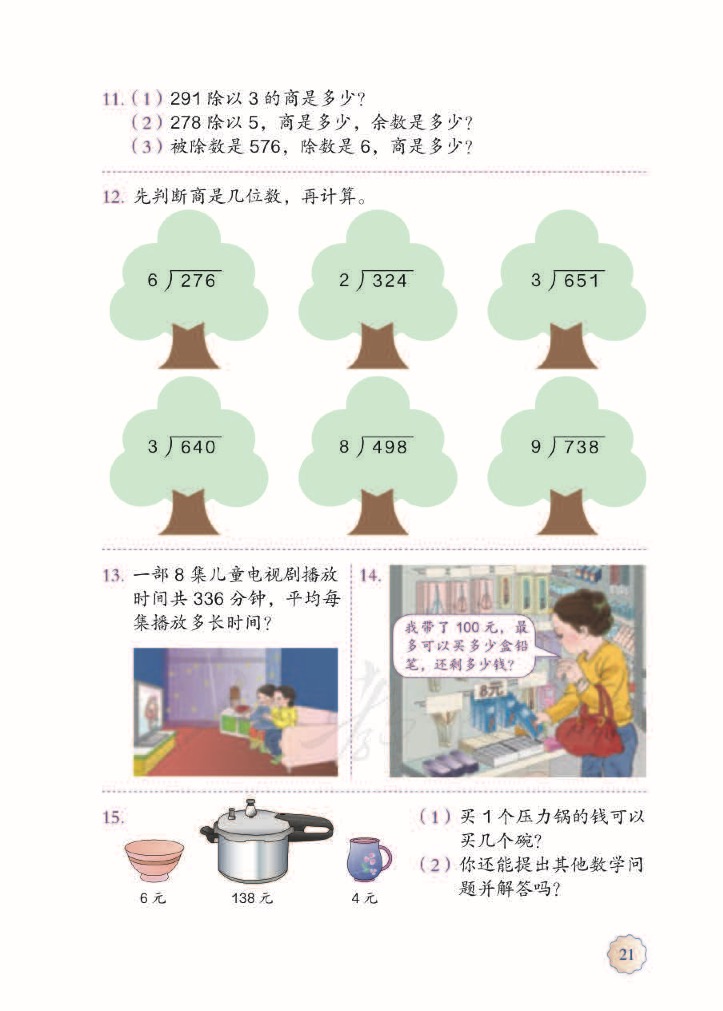 11.（1）291 除以 3 的商是多少？
（2）278 除以 5，商是多少，余数是多少？
（3）被除数是 576，除数是 6，商是多少？
12. 先判断商是几位数，再计算。
6 ) 276
2 ) 324
3 ) 651
3 ) 640
8 ) 498
9 ) 738
13. 一部 8 集儿童电视剧播放
时间共 336 分钟，平均每
集播放多长时间？
14.
我带了 100 元，最
多可以买多少盒铅
笔，还剩多少钱？
8元
15.
6 元
138 元
4 元
（1）买 1 个压力锅的钱可以
买几个碗？
（2）你还能提出其他数学问
题并解答吗？
21